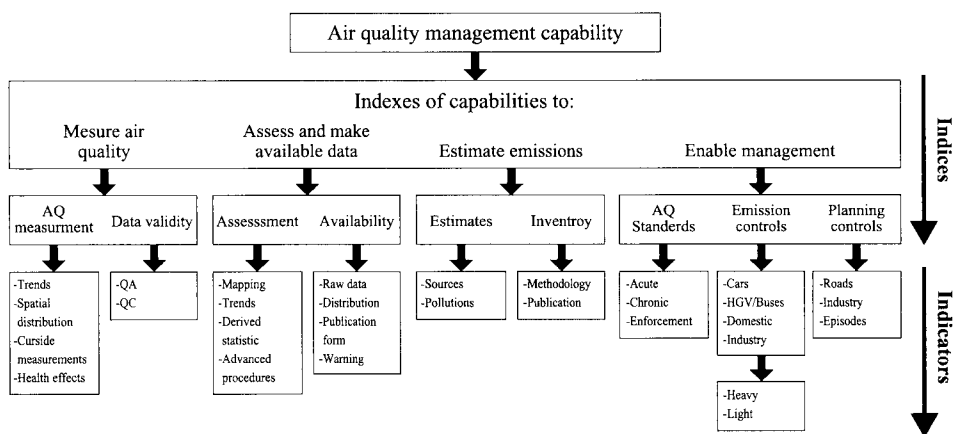 Air quality management capability
Indexes of capabilities to:
Mesure air
quality
Assess and make
available data
Estimate emissions
Enable management
AQ
measurment
Data validity
Assesssment
Availability
Estimates
Inventroy
AQ
Standerds
Emission
controls
Planning
controls
-Trends
-Spatial
distribution
-Curside
measurements
-Health effects
-QA
-QC
-Mapping
-Trends
-Derived
statistic
-Advanced
procedures
-Raw data
-Distribution
-Publication
form
-Warning
-Sources
-Pollutions
-Methodology
-Publication
-Acute
-Chronic
-Enforcement
-Cars
-HGV/Buses
-Domestic
-Industry
-Heavy
-Light
-Roads
-Industry
-Episodes
Indices
Indicators